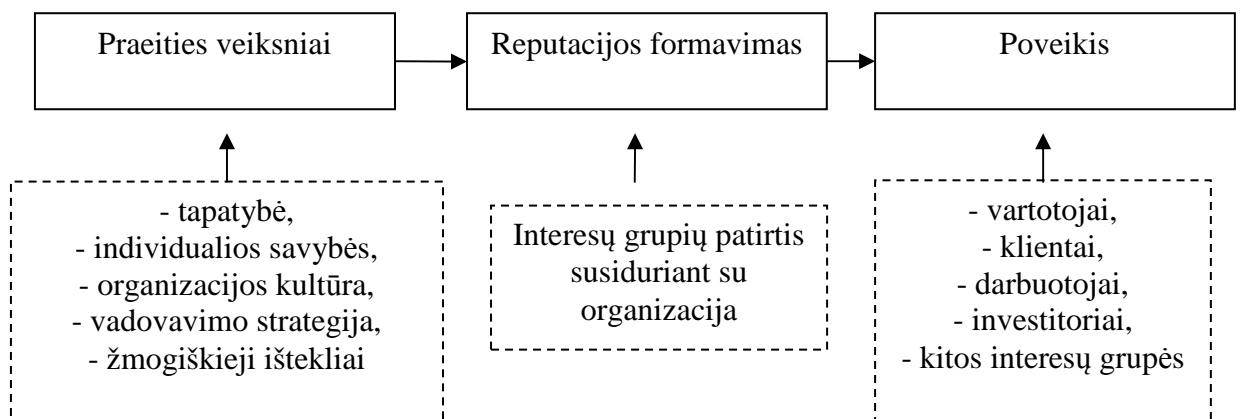 Praeities veiksniai
Reputacijos formavimas
Poveikis
- tapatybė,
- individualios savybės,
- organizacijos kultūra,
- vadovavimo strategija,
- žmogiškieji ištekliai
Interesų grupių patirtis
susiduriant su
organizacija
- vartotojai,
- klientai,
- darbuotojai,
- investitoriai,
- kitos interesų grupės